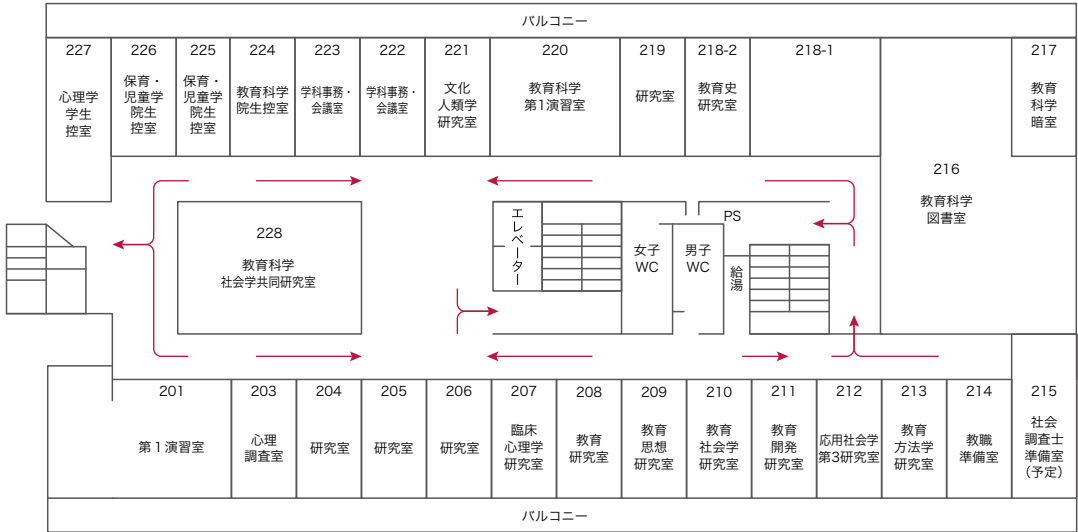 バルコニー
227
心理学
学生
控室
226
保育・
児童学
院生
控室
225
保育・
児童学
院生
控室
224
教育科学
院生控室
223
学科事務・
会議室
222
学科事務・
会議室
221
文化
人類学
研究室
220
教育科学
第1演習室
219
研究室
218-2
教育史
研究室
218-1
217
教育
科学
暗室
216
教育科学
図書室
228
教育科学
社会学共同研究室
エレベーター
女子
WC
男子
WC
PS
給湯
201
第1演習室
203
心理
調査室
204
研究室
205
研究室
206
研究室
207
臨床
心理学
研究室
208
教育
研究室
209
教育
思想
研究室
210
教育
社会学
研究室
211
教育
開発
研究室
212
応用社会学
第3研究室
213
教育
方法学
研究室
214
教職
準備室
215
社会
調査士
準備室
(予定)
バルコニー